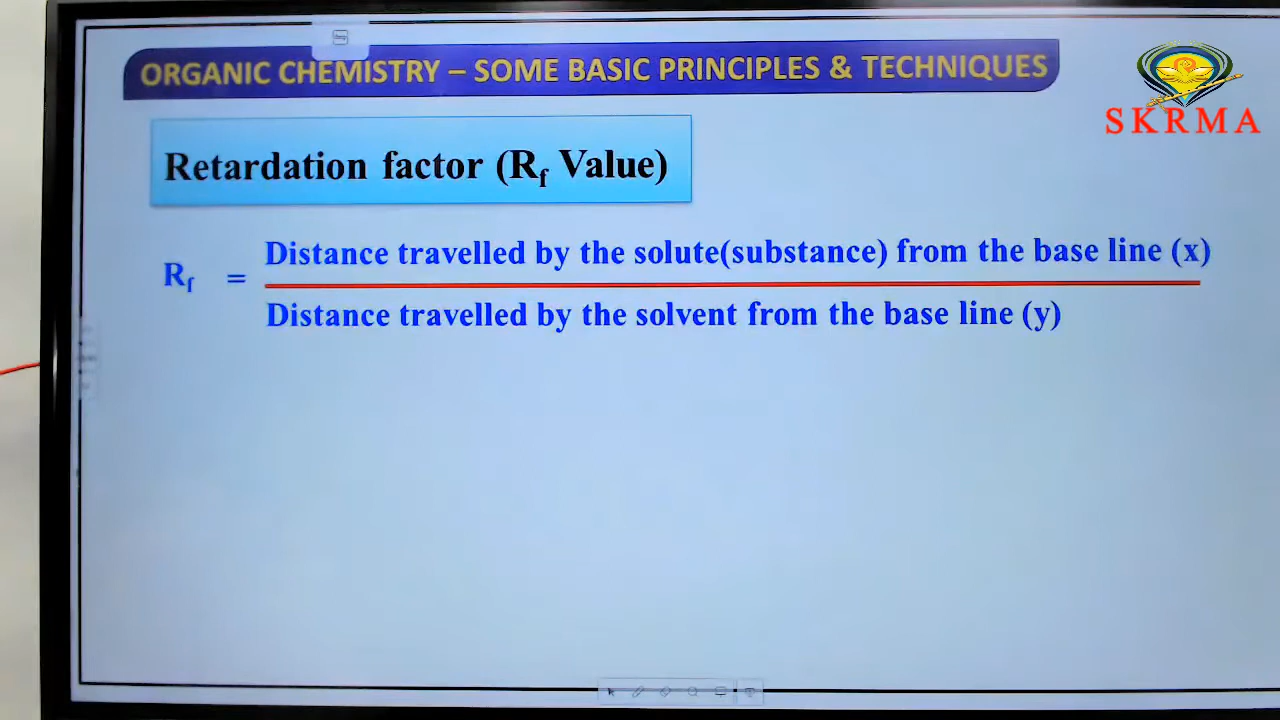 ORGANIC CHEMISTRY – SOME BASIC PRINCIPLES & TECHNIQUES
SKRMA
Retardation factor (Rf Value)
Rf = Distance travelled by the solute(substance) from the base line (x)
Distance travelled by the solvent from the base line (y)